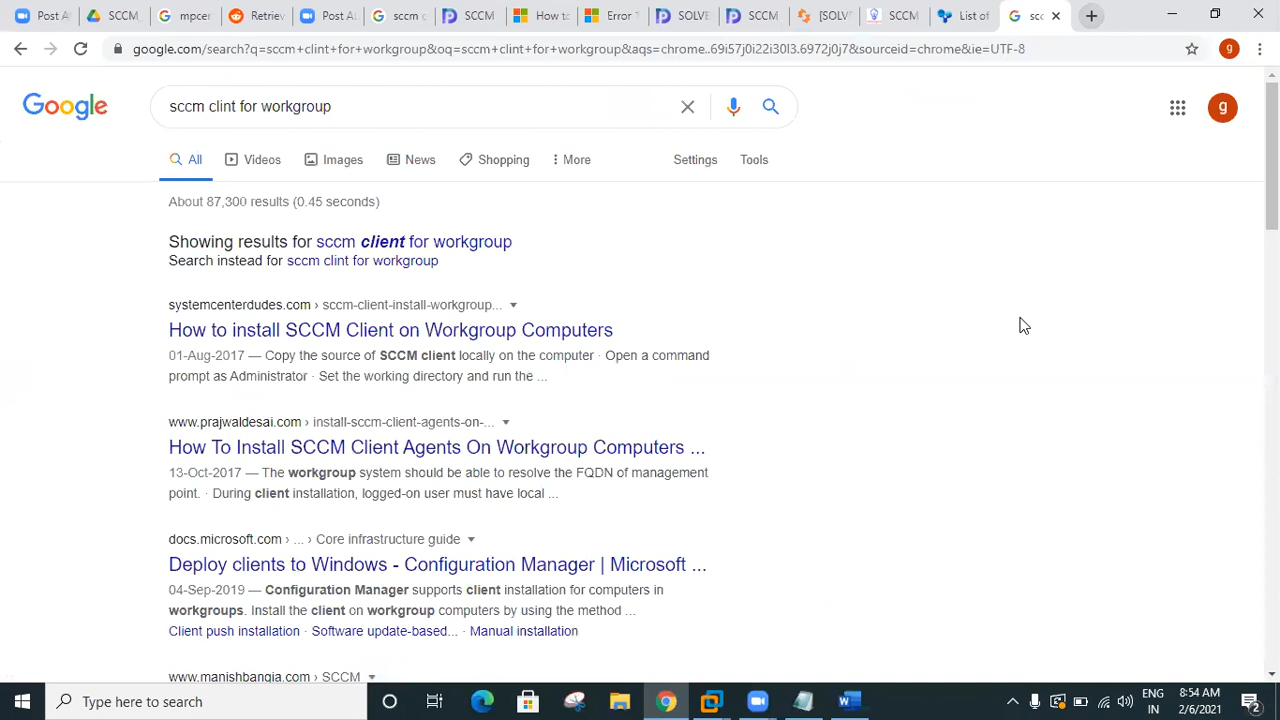 Post A
SCCM
mpcer
Retriev
Post A
sccm c
SCCM
How to
Error T
SOLVE
SCCM
[SOLV
SCCM
List of
scc
google.com/search?q=sccm+clint+for+workgroup&oq=sccm+clint+for+workgroup&aqs=chrome..69i57j0i22i30l3.6972j0j7&sourceid=chrome&ie=UTF-8
g
Google
sccm clint for workgroup
g
All
Videos
Images
News
Shopping
More
Settings
Tools
About 87,300 results (0.45 seconds)
Showing results for sccm client for workgroup
Search instead for sccm clint for workgroup
systemcenterdudes.com › sccm-client-install-workgroup...
How to install SCCM Client on Workgroup Computers
01-Aug-2017 — Copy the source of SCCM client locally on the computer · Open a command
prompt as Administrator · Set the working directory and run the ...
www.prajwaldesai.com › install-sccm-client-agents-on-...
How To Install SCCM Client Agents On Workgroup Computers ...
13-Oct-2017 — The workgroup system should be able to resolve the FQDN of management
point. · During client installation, logged-on user must have local ...
docs.microsoft.com › ... › Core infrastructure guide
Deploy clients to Windows - Configuration Manager | Microsoft ...
04-Sep-2019 — Configuration Manager supports client installation for computers in
workgroups. Install the client on workgroup computers by using the method ...
Client push installation · Software update-based... · Manual installation
www.manishbangia.com › SCCM
Type here to search
ENG
IN
8:54 AM
2/6/2021
2